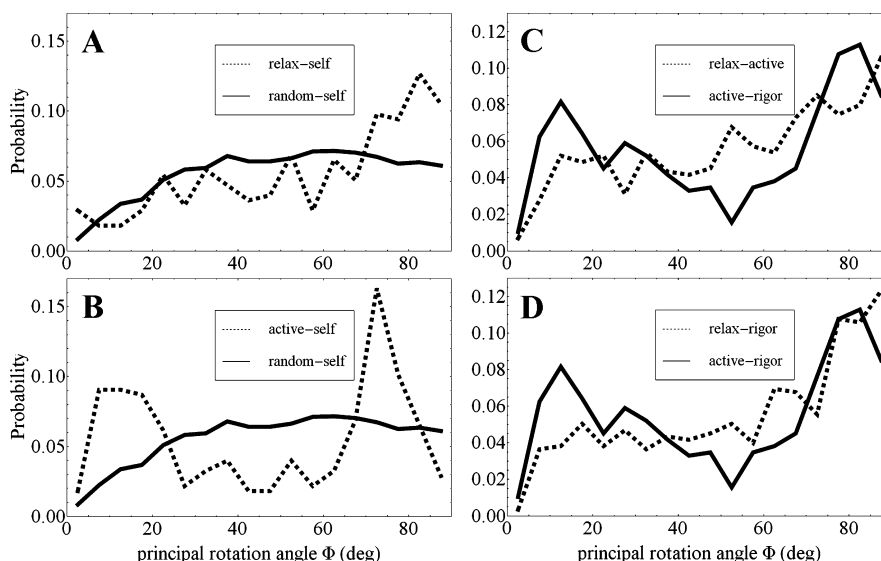 A
relax−self
random−self
Probability
0.15
0.10
0.05
0.00
0
20
40
60
80
C
relax−active
active−rigor
0.12
0.10
0.08
0.06
0.04
0.02
0.00
0
20
40
60
80
B
active−self
random−self
Probability
0.15
0.10
0.05
0.00
0
20
40
60
80
principal rotation angle Φ (deg)
D
relax−rigor
active−rigor
0.12
0.10
0.08
0.06
0.04
0.02
0.00
0
20
40
60
80
principal rotation angle Φ (deg)